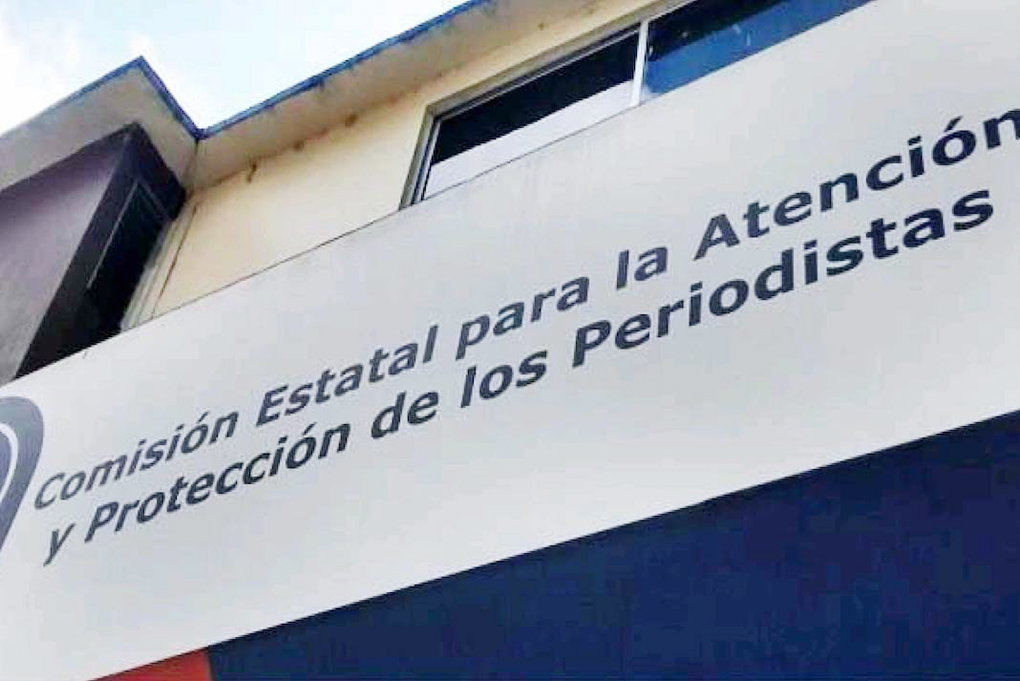 Comisión Estatal para la Atención
y Protección de los Periodistas